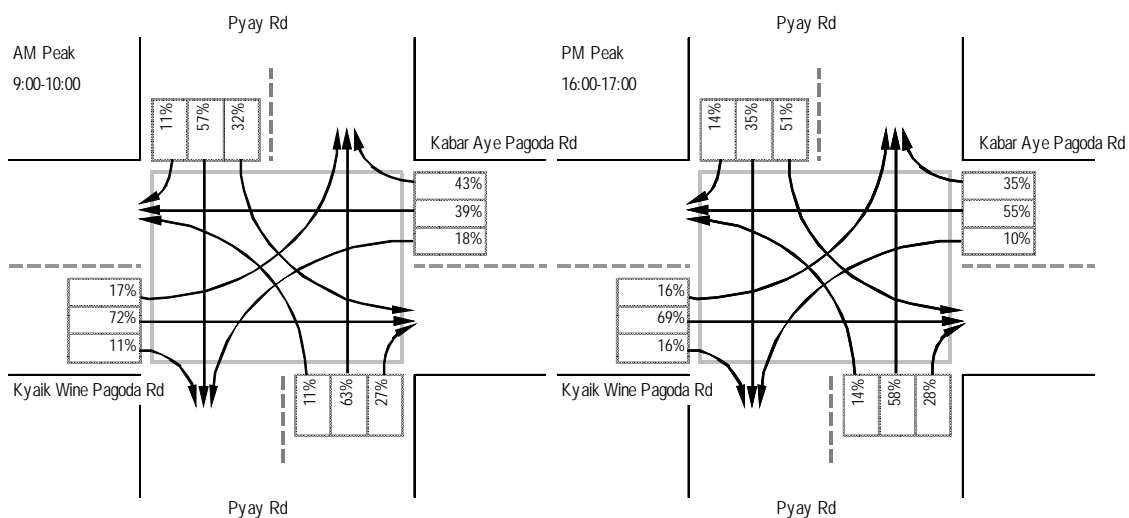 Pyay Rd
AM Peak
9:00-10:00
11%
57%
32%
Kabar Aye Pagoda Rd
43%
39%
18%
17%
72%
11%
Kyaik Wine Pagoda Rd
11%
63%
27%
Pyay Rd
Pyay Rd
PM Peak
16:00-17:00
14%
35%
51%
Kabar Aye Pagoda Rd
35%
55%
10%
16%
69%
16%
Kyaik Wine Pagoda Rd
14%
58%
28%
Pyay Rd